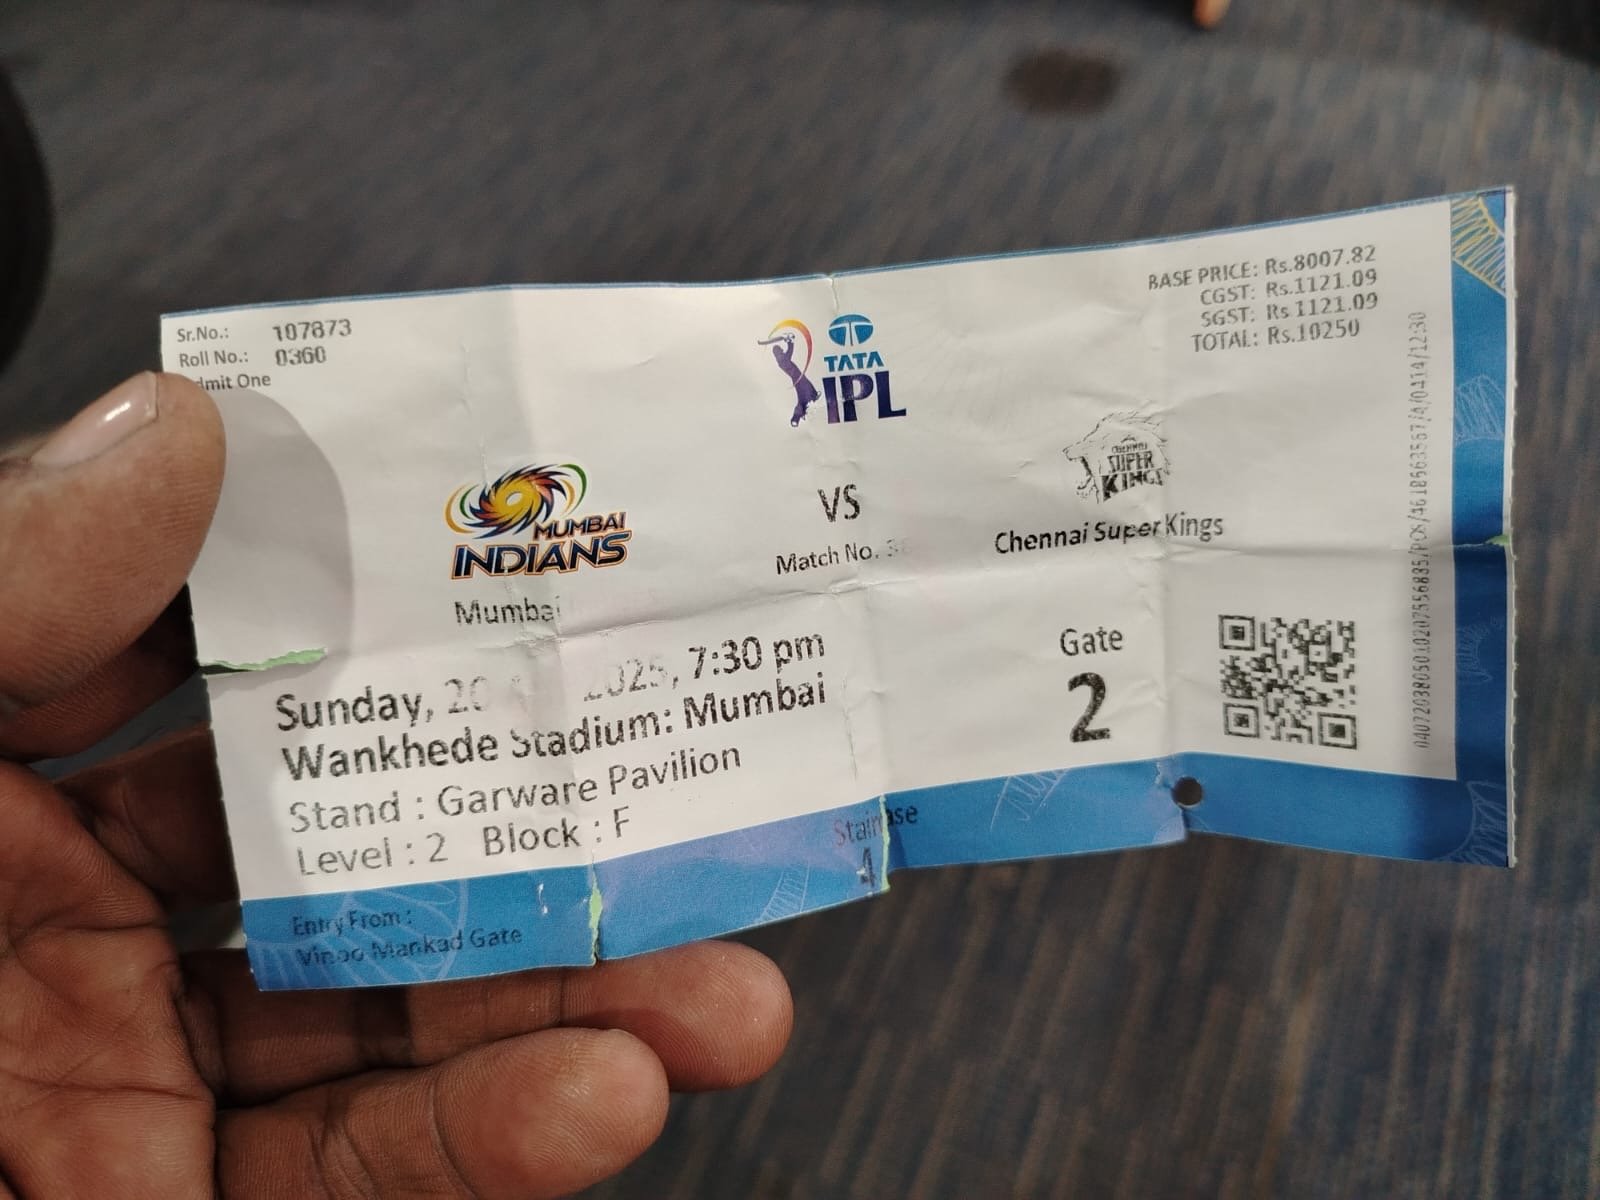 Sr.No.: 107873
Roll No.: 0360
dmit One
BASE PRICE: Rs.8007.82
CGST: Rs.1121.09
SGST: Rs.1121.09
TOTAL: Rs.10250
TATA
IPL
MUMBAI
INDIANS
Mumbai
VS
Match No.
CHENNAI
SUPER
KINGS
Chennai Super Kings
Sunday, 20 2025, 7:30 pm
Wankhede Stadium: Mumbai
Stand : Garware Pavilion
Level : 2 Block : F
Gate
2
Staircase
4
Entry From :
Vinoo Mankad Gate